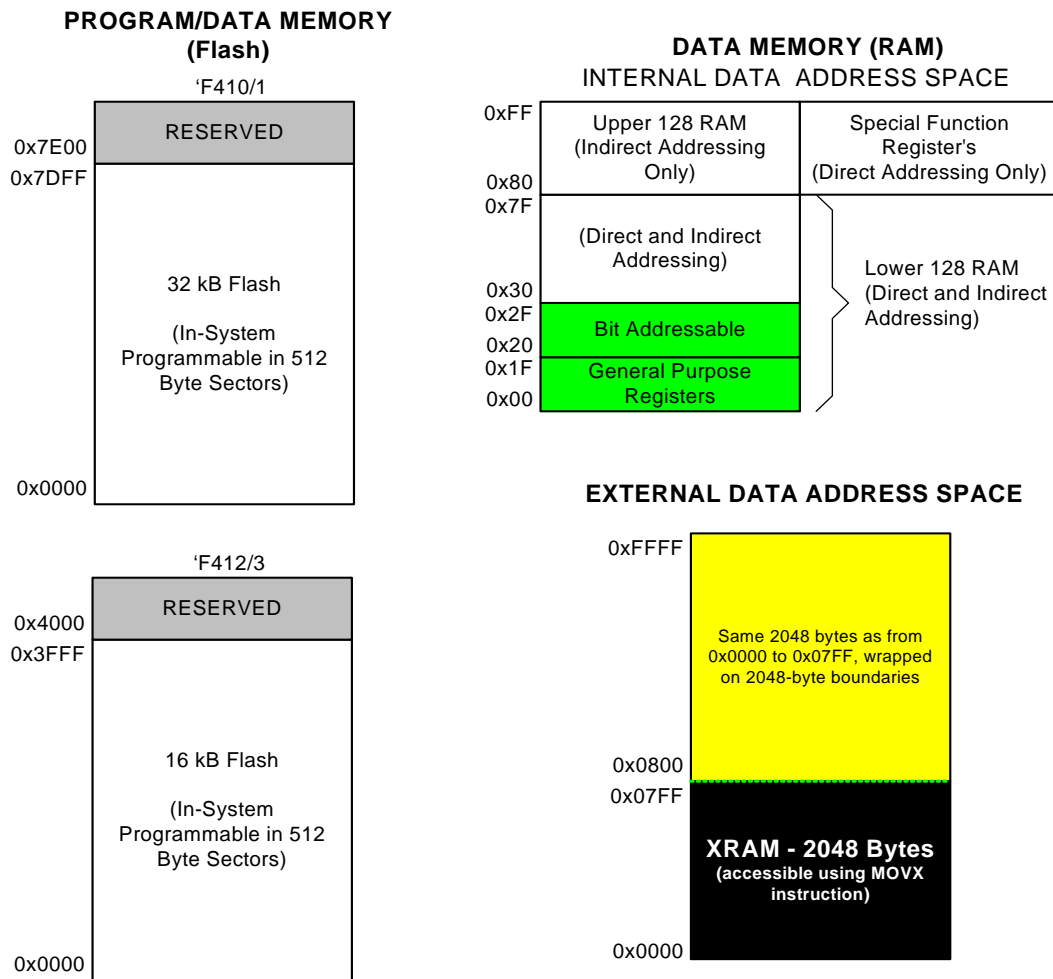 PROGRAM/DATA MEMORY
(Flash)
‘F410/1
RESERVED
0x7E00
0x7DFF
32 kB Flash
(In-System
Programmable in 512
Byte Sectors)
0x0000
‘F412/3
RESERVED
0x4000
0x3FFF
16 kB Flash
(In-System
Programmable in 512
Byte Sectors)
0x0000
DATA MEMORY (RAM)
INTERNAL DATA ADDRESS SPACE
0xFF
Upper 128 RAM
(Indirect Addressing
Only)
Special Function
Register's
(Direct Addressing Only)
0x80
0x7F
(Direct and Indirect
Addressing)
Lower 128 RAM
(Direct and Indirect
Addressing)
0x30
0x2F
Bit Addressable
0x20
0x1F
General Purpose
Registers
0x00
EXTERNAL DATA ADDRESS SPACE
0xFFFF
Same 2048 bytes as from
0x0000 to 0x07FF, wrapped
on 2048-byte boundaries
0x0800
0x07FF
XRAM - 2048 Bytes
(accessible using MOVX
instruction)
0x0000